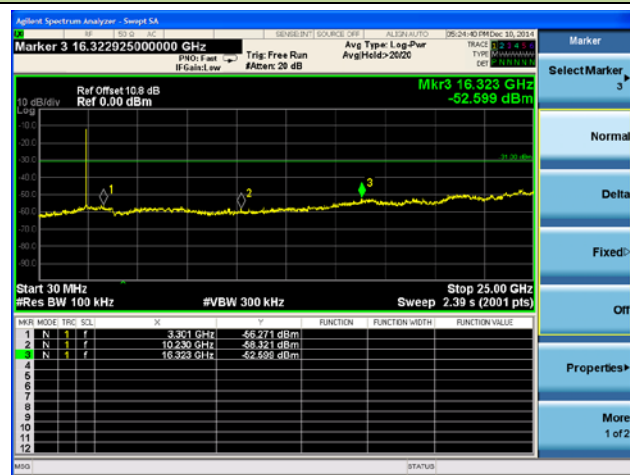 Agilent Spectrum Analyzer - Swept SA
RF 50 Ω AC SENSE:INT SOURCE OFF ALIGN AUTO 05:24:40 PM Dec 10, 2014
Marker 3 16.322925000000 GHz
PNO: Fast
IFGain:Low
Trig: Free Run
#Atten: 20 dB
Avg Type: Log-Pwr
Avg|Hold:>20/20
TRACE 1 2 3 4 5 6
TYPE
DET P N N N N N
Ref Offset 10.8 dB
Ref 0.00 dBm
10 dB/div
Log
Mkr3 16.323 GHz
-52.599 dBm
-10.0
-20.0
-30.0
-31.30 dBm
-40.0
-50.0
-60.0
-70.0
-80.0
-90.0
1
2
3
Start 30 MHz
#Res BW 100 kHz
#VBW 300 kHz
Stop 25.00 GHz
Sweep 2.39 s (2001 pts)
MKR MODE TRC SCL X Y FUNCTION FUNCTION WIDTH FUNCTION VALUE
1 N 1 f 3.301 GHz -56.271 dBm
2 N 1 f 10.230 GHz -58.321 dBm
3 N 1 f 16.323 GHz -52.599 dBm
4
5
6
7
8
9
10
11
12
MSG
STATUS
Marker
Select Marker
3
Normal
Delta
Fixed
Off
Properties
More
1 of 2